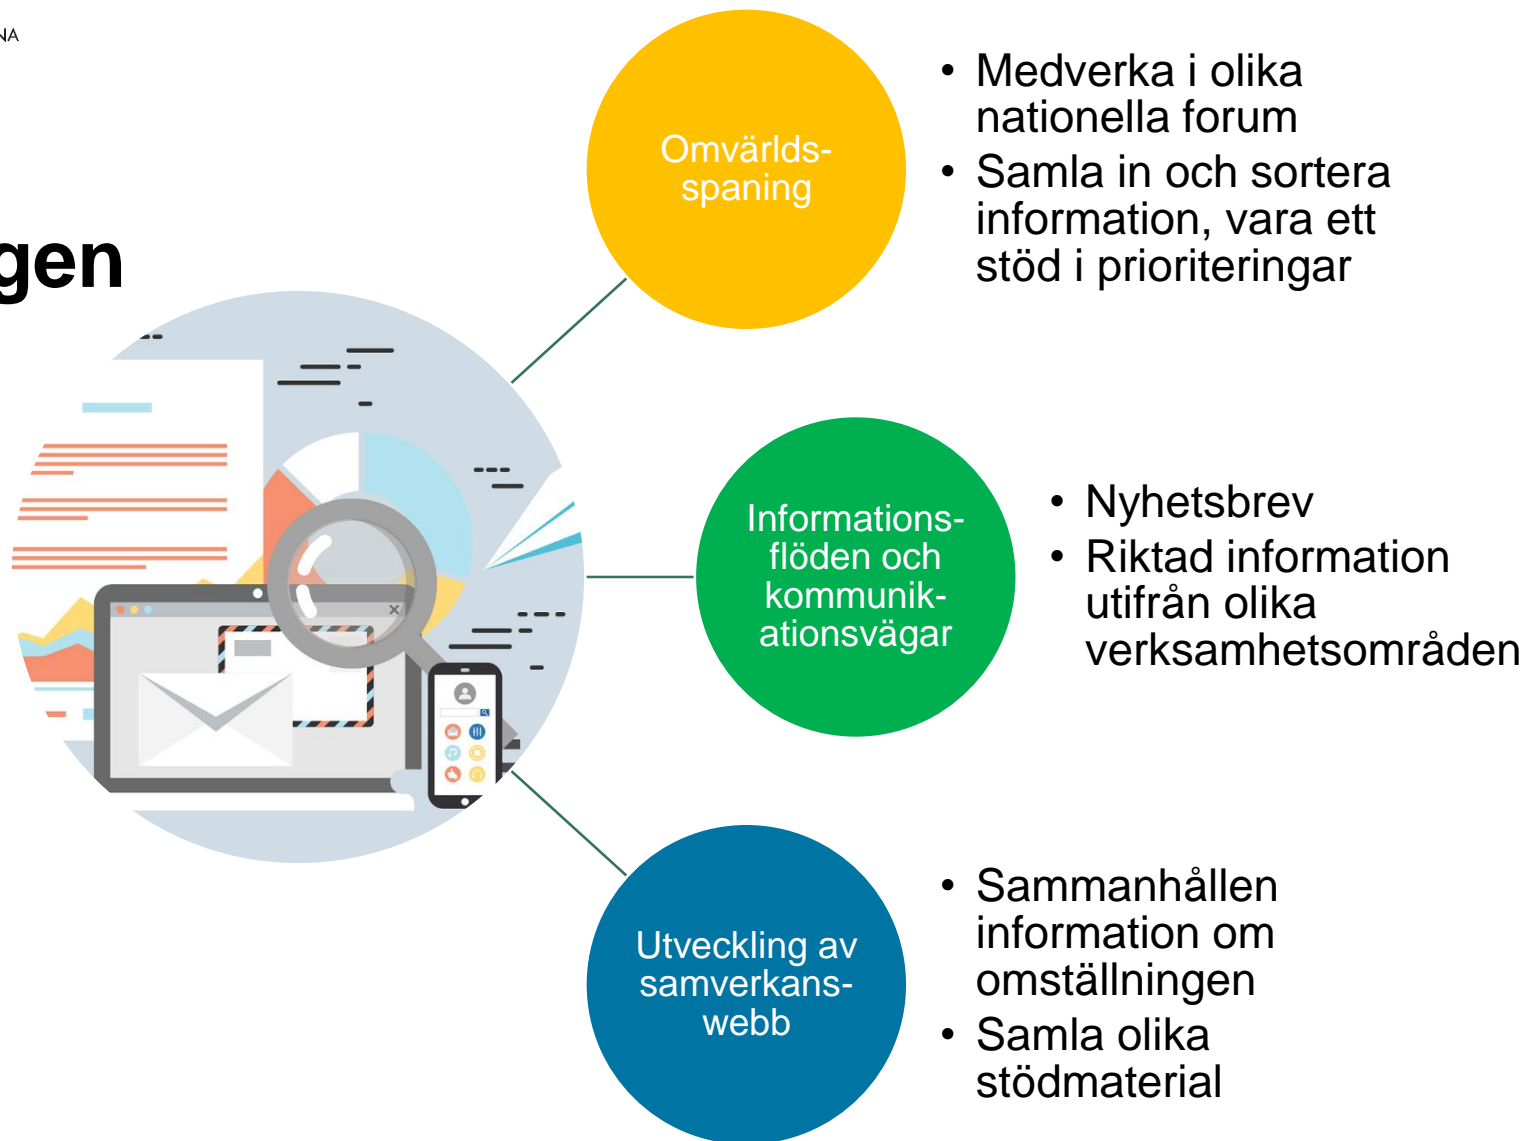 NA
gen
Omvärlds-
spaning
• Medverka i olika
nationella forum
• Samla in och sortera
information, vara ett
stöd i prioriteringar
Informations-
flöden och
kommunik-
ationsvägar
• Nyhetsbrev
• Riktad information
utifrån olika
verksamhetsområden
Utveckling av
samverkans-
webb
• Sammanhållen
information om
omställningen
• Samla olika
stödmaterial